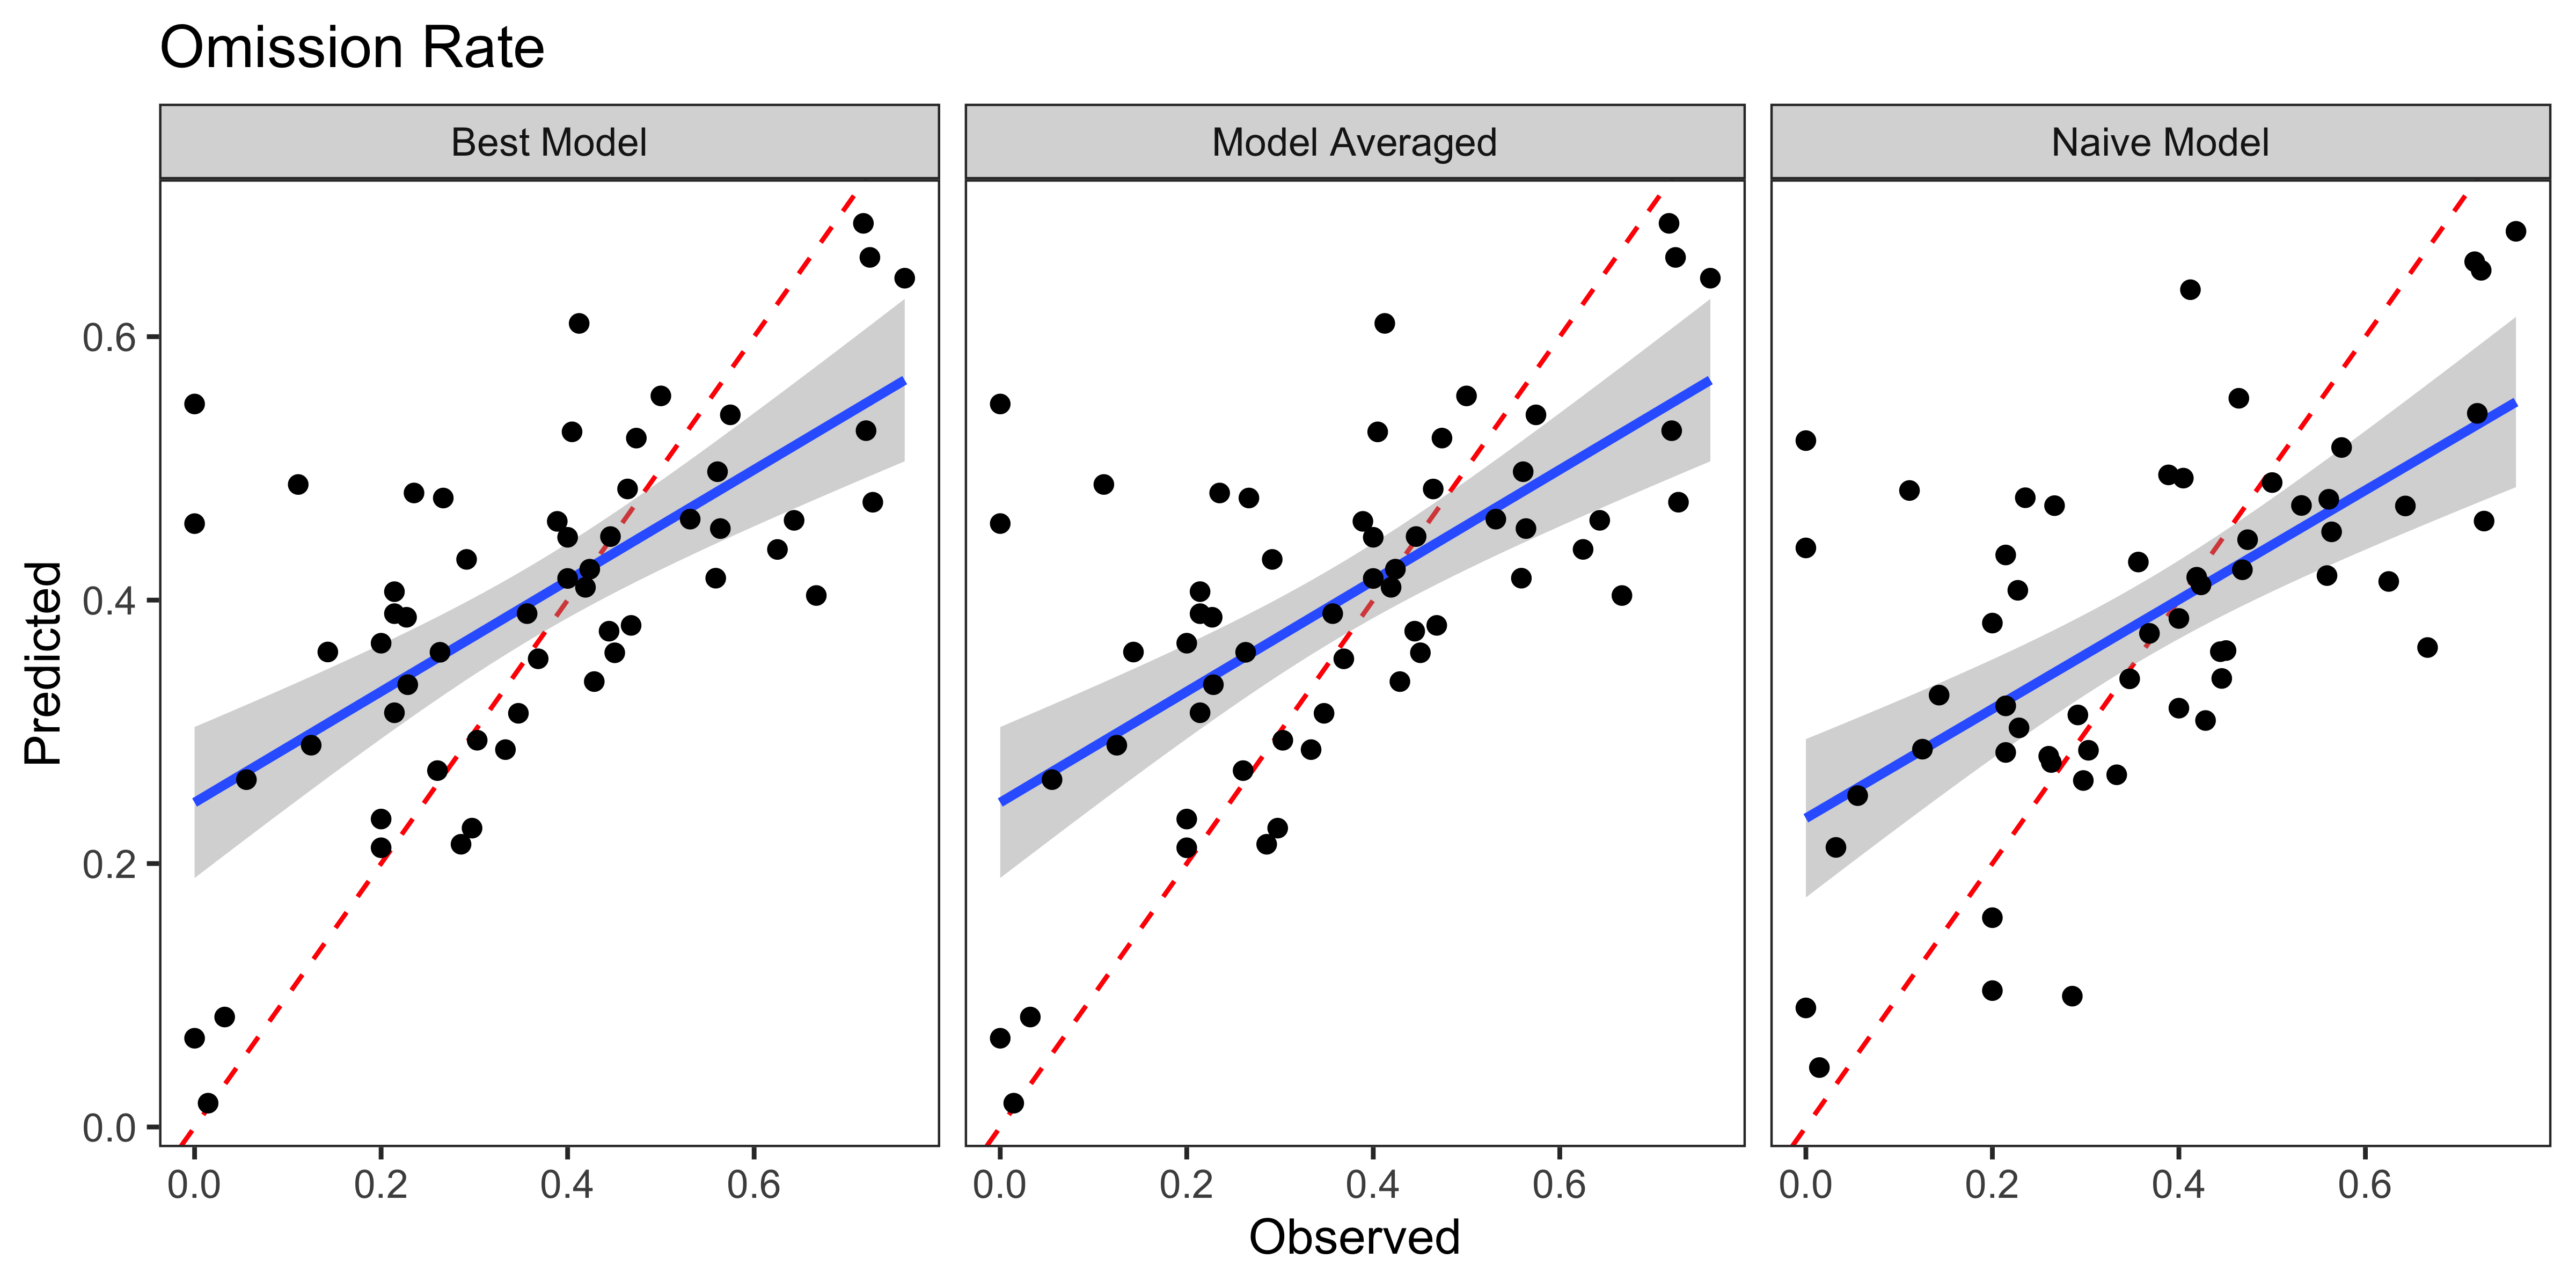 Omission Rate
Best Model
Model Averaged
Naive Model
Predicted
0.6
0.4
0.2
0.0
0.0 0.2 0.4 0.6
0.0 0.2 0.4 0.6
0.0 0.2 0.4 0.6
Observed